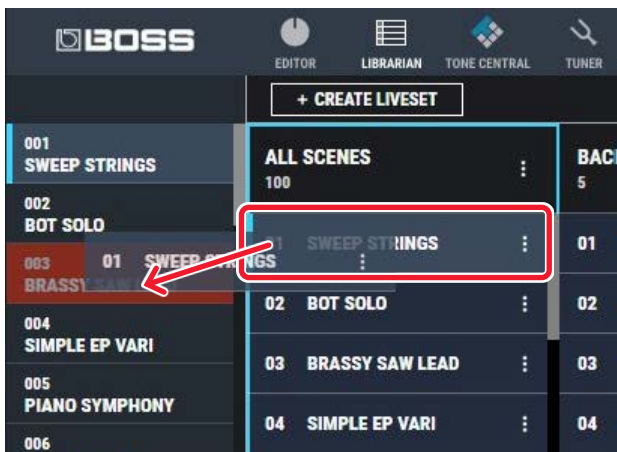 BOSS
EDITOR
LIBRARIAN
TONE CENTRAL
TUNER
+ CREATE LIVESET
001
SWEEP STRINGS
002
BOT SOLO
003
BRASSY SAW
004
SIMPLE EP VARI
005
PIANO SYMPHONY
006
01 SWEEP STRINGS
ALL SCENES
100
01 SWEEP STRINGS
02 BOT SOLO
03 BRASSY SAW LEAD
04 SIMPLE EP VARI
5
01
02
03
04